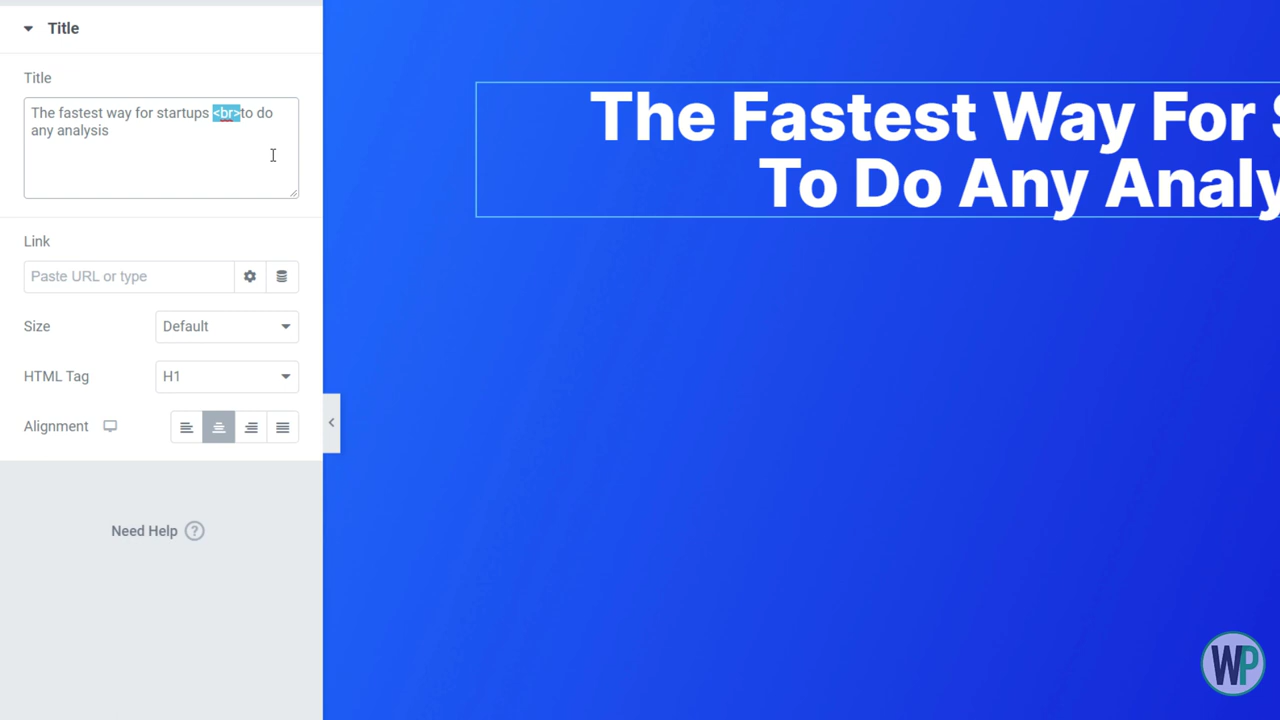 Title
Title
The fastest way for startups <br>to do
any analysis
Link
Paste URL or type
Size
Default
HTML Tag
H1
Alignment
Need Help ?
The Fastest Way For
To Do Any Analy
WP